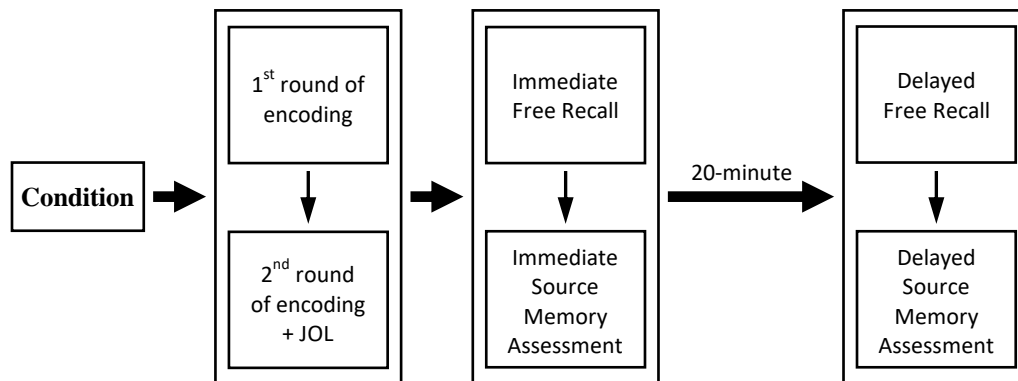 Condition
1st round of
encoding
2nd round
of encoding
+ JOL
Immediate
Free Recall
Immediate
Source
Memory
Assessment
20-minute
Delayed
Free Recall
Delayed
Source
Memory
Assessment